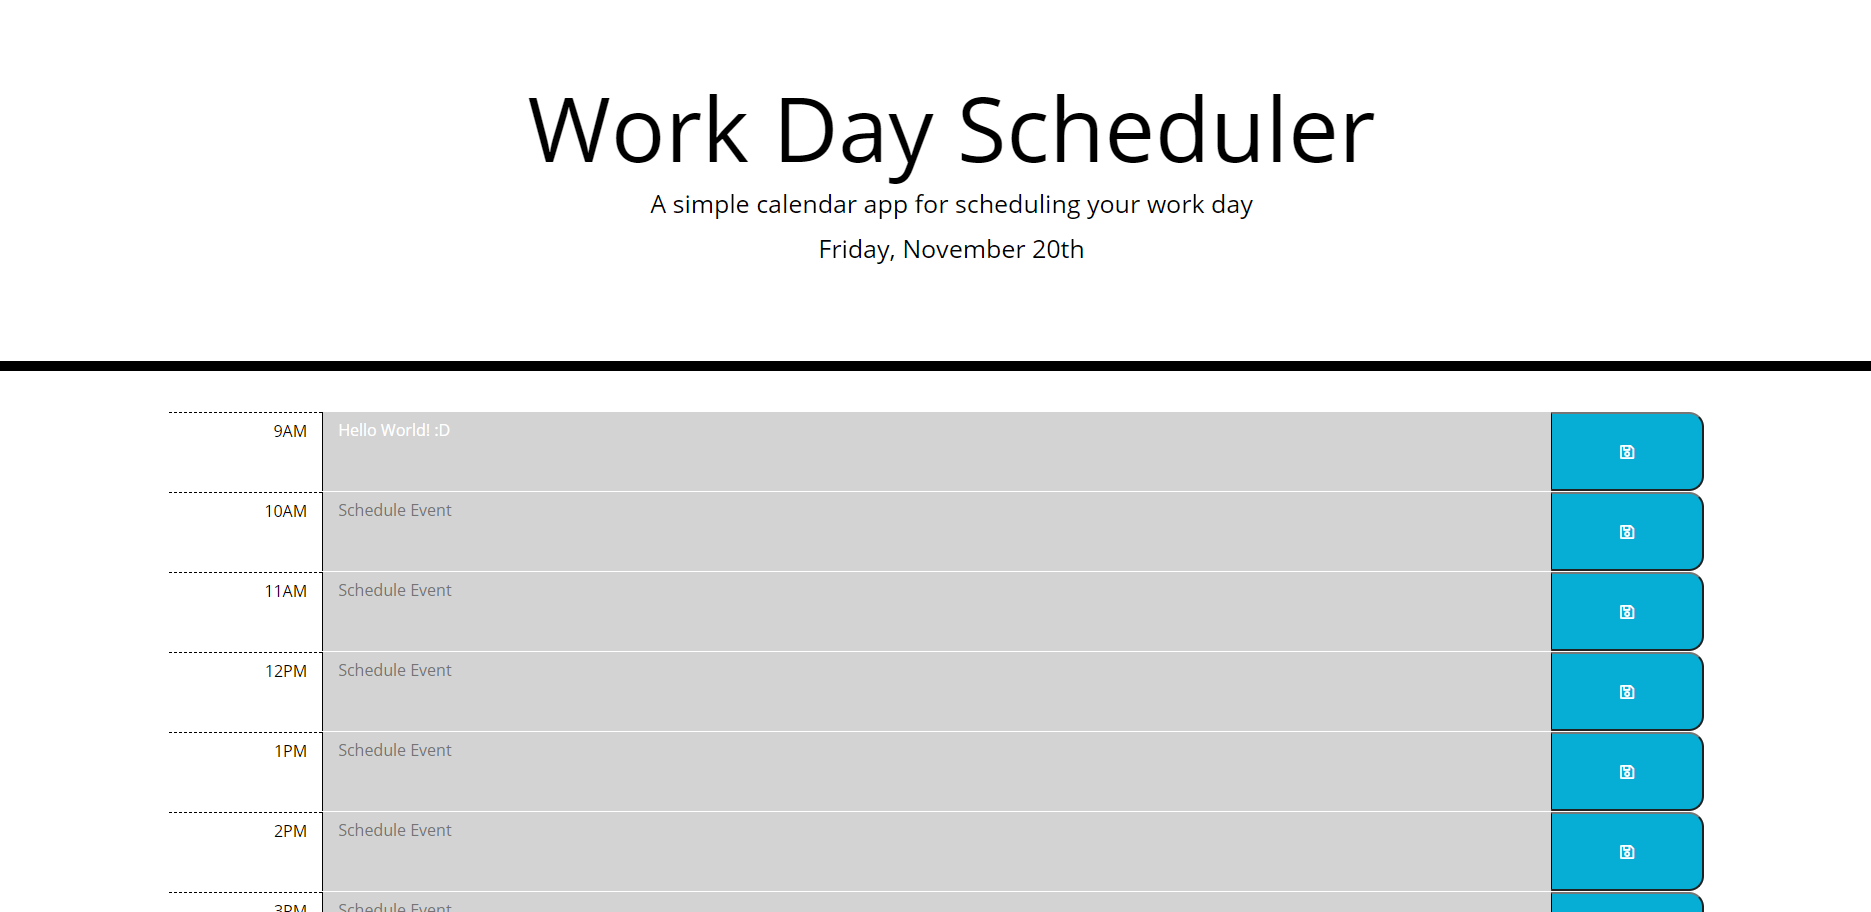 Work Day Scheduler
A simple calendar app for scheduling your work day
Friday, November 20th
9AM Hello World! :D
10AM Schedule Event
11AM Schedule Event
12PM Schedule Event
1PM Schedule Event
2PM Schedule Event
3PM Schedule Event